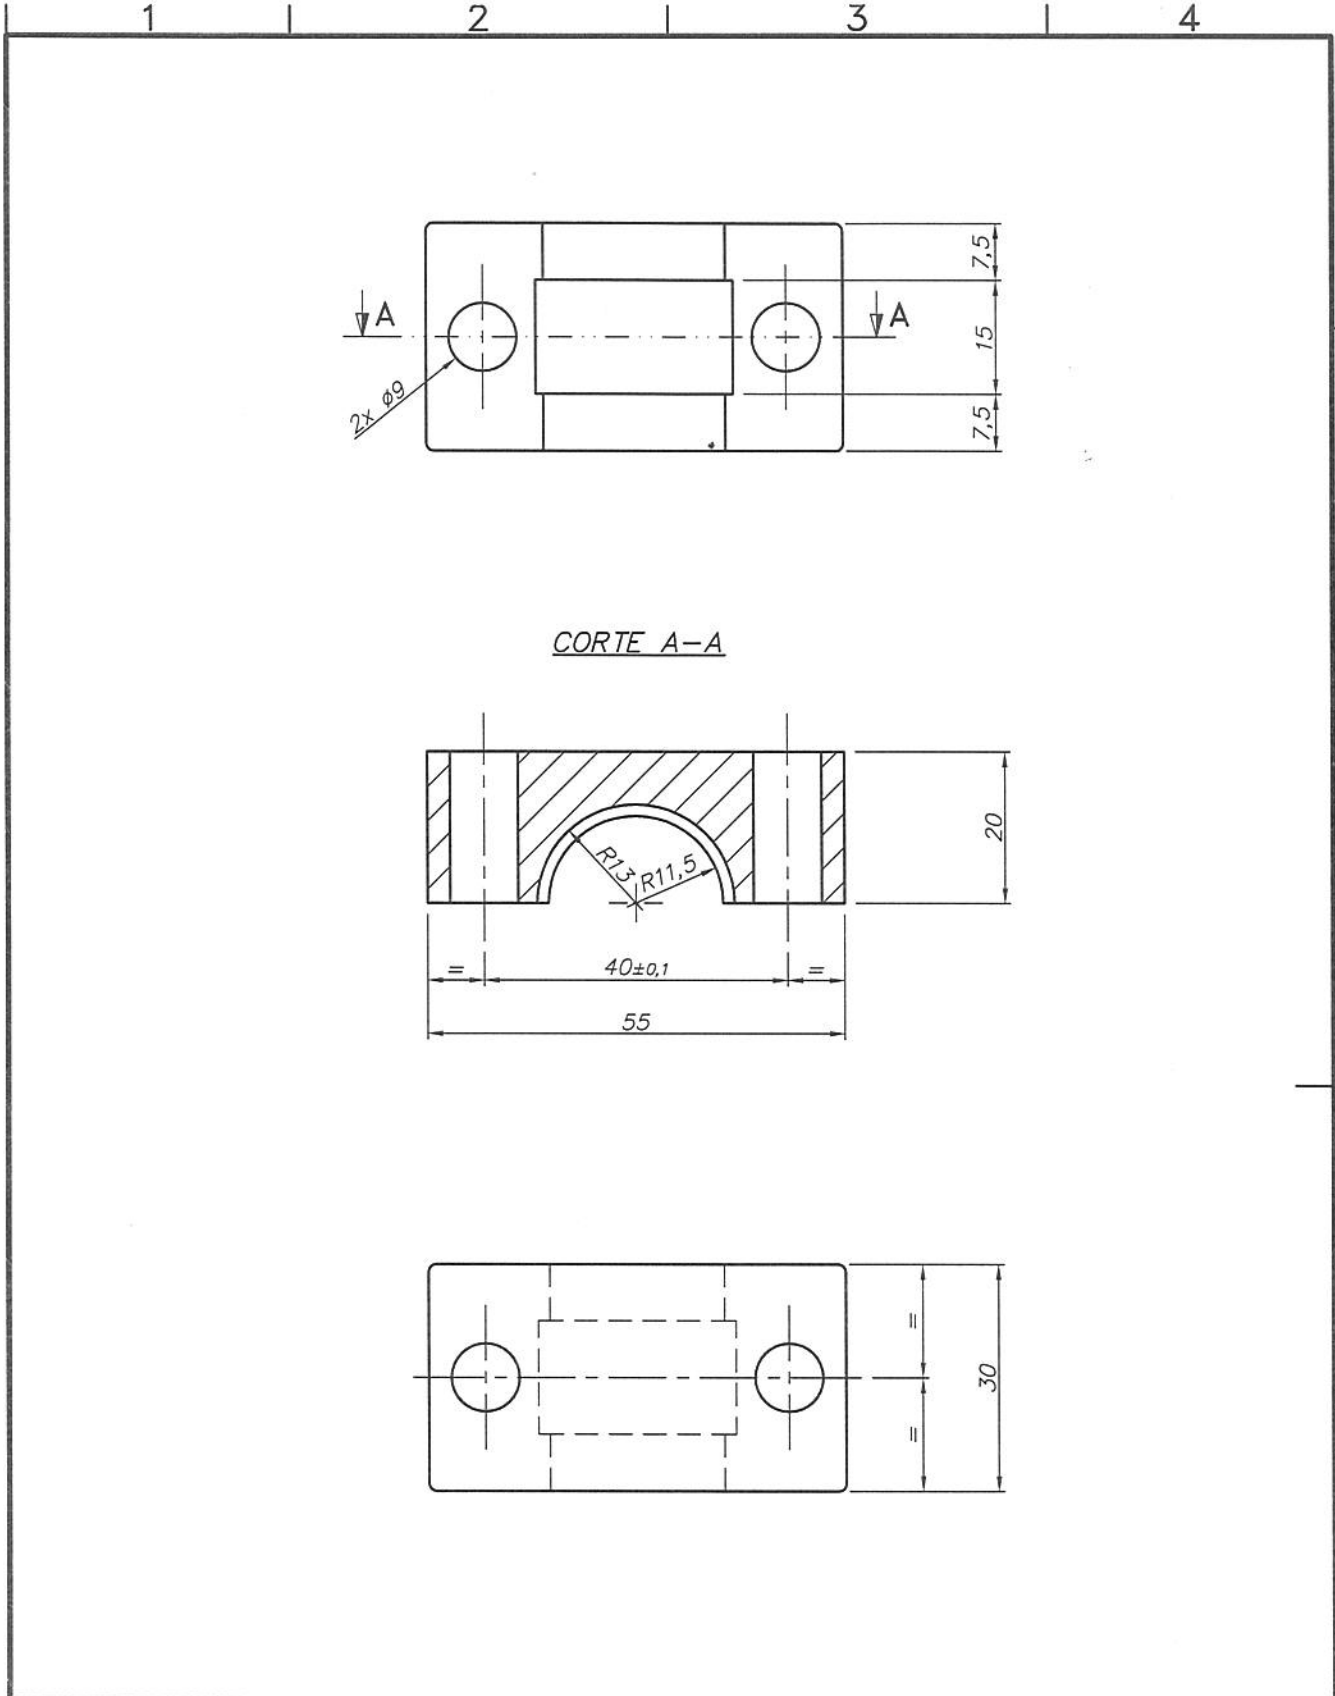 1 2 3 4
7,5
A A
15
2x ø9
7,5
CORTE A-A
20
R13 R11,5
= 40±0,1 =
55
=
30
=